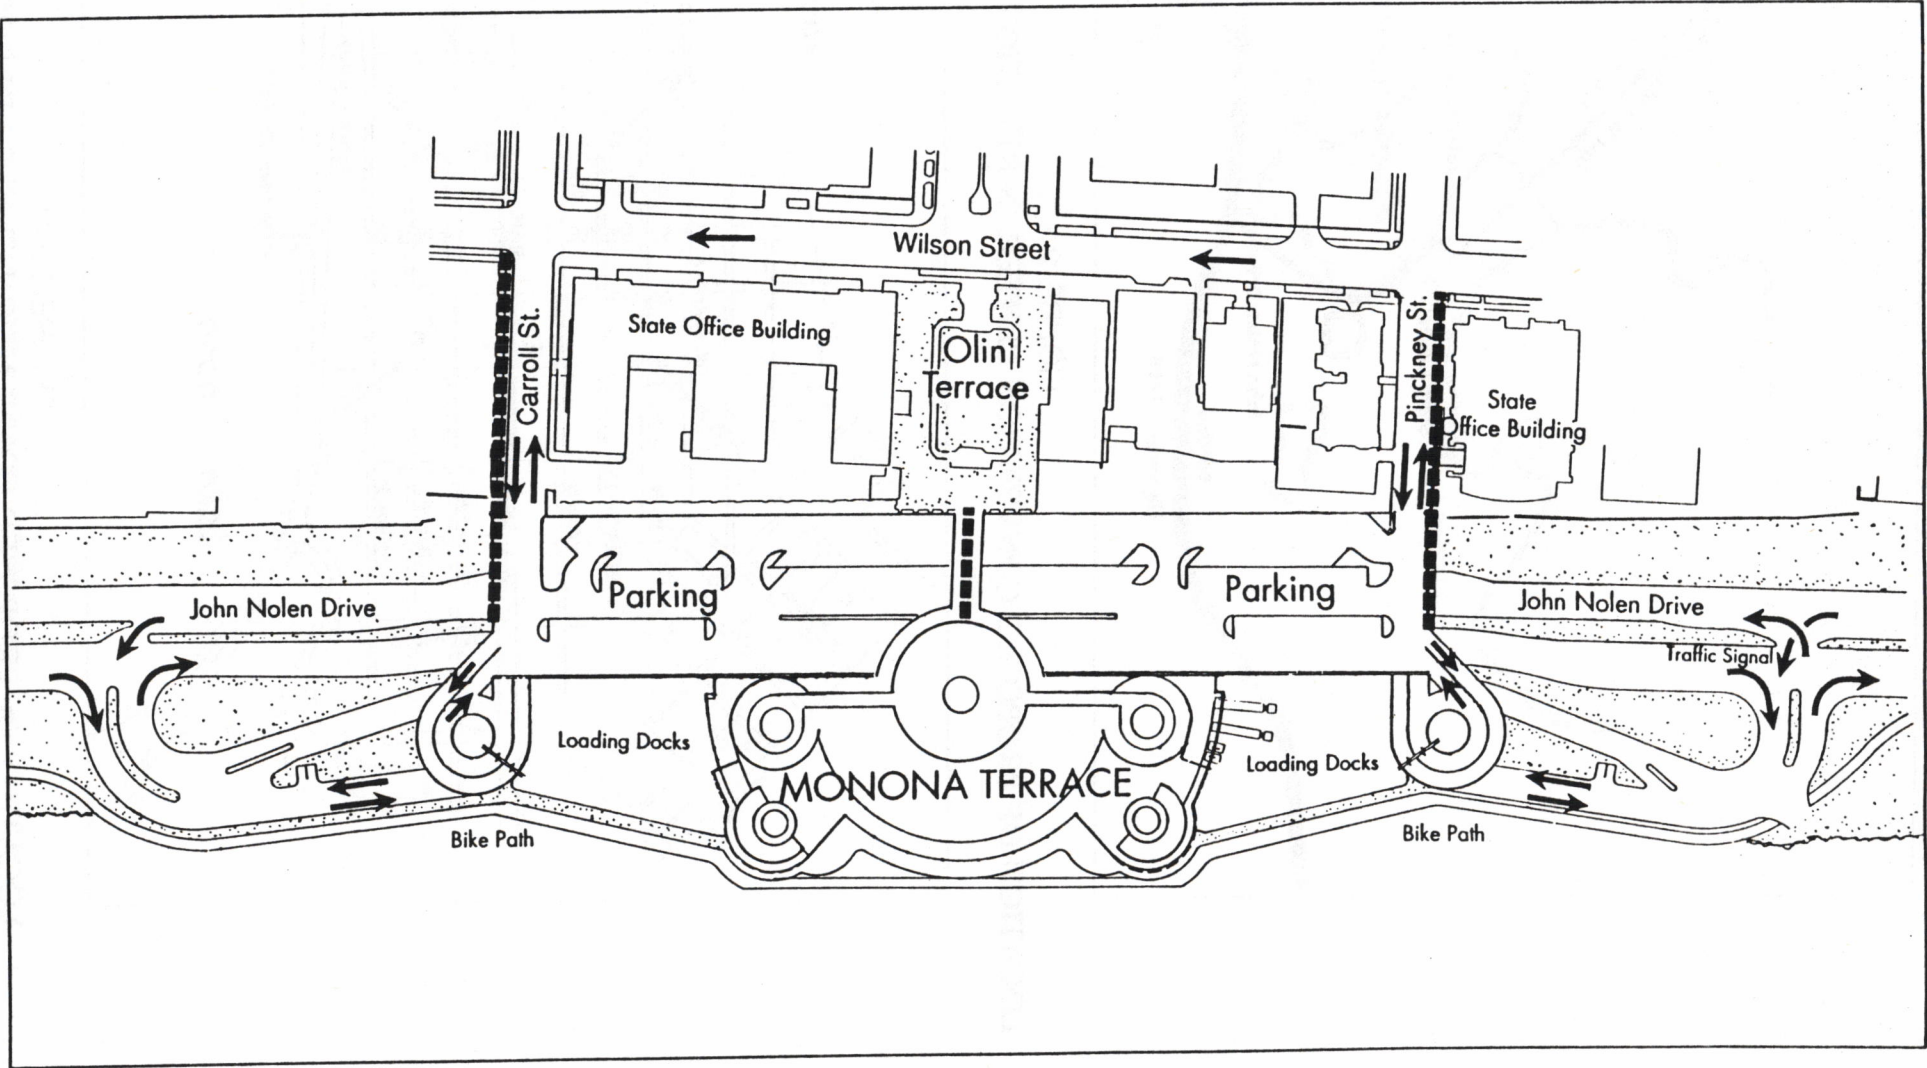 Wilson Street
Carroll St.
State Office Building
Olin
Terrace
Pinckney St.
State
Office Building
John Nolen Drive
Parking
Parking
John Nolen Drive
Traffic Signal
Loading Docks
MONONA TERRACE
Loading Docks
Bike Path
Bike Path